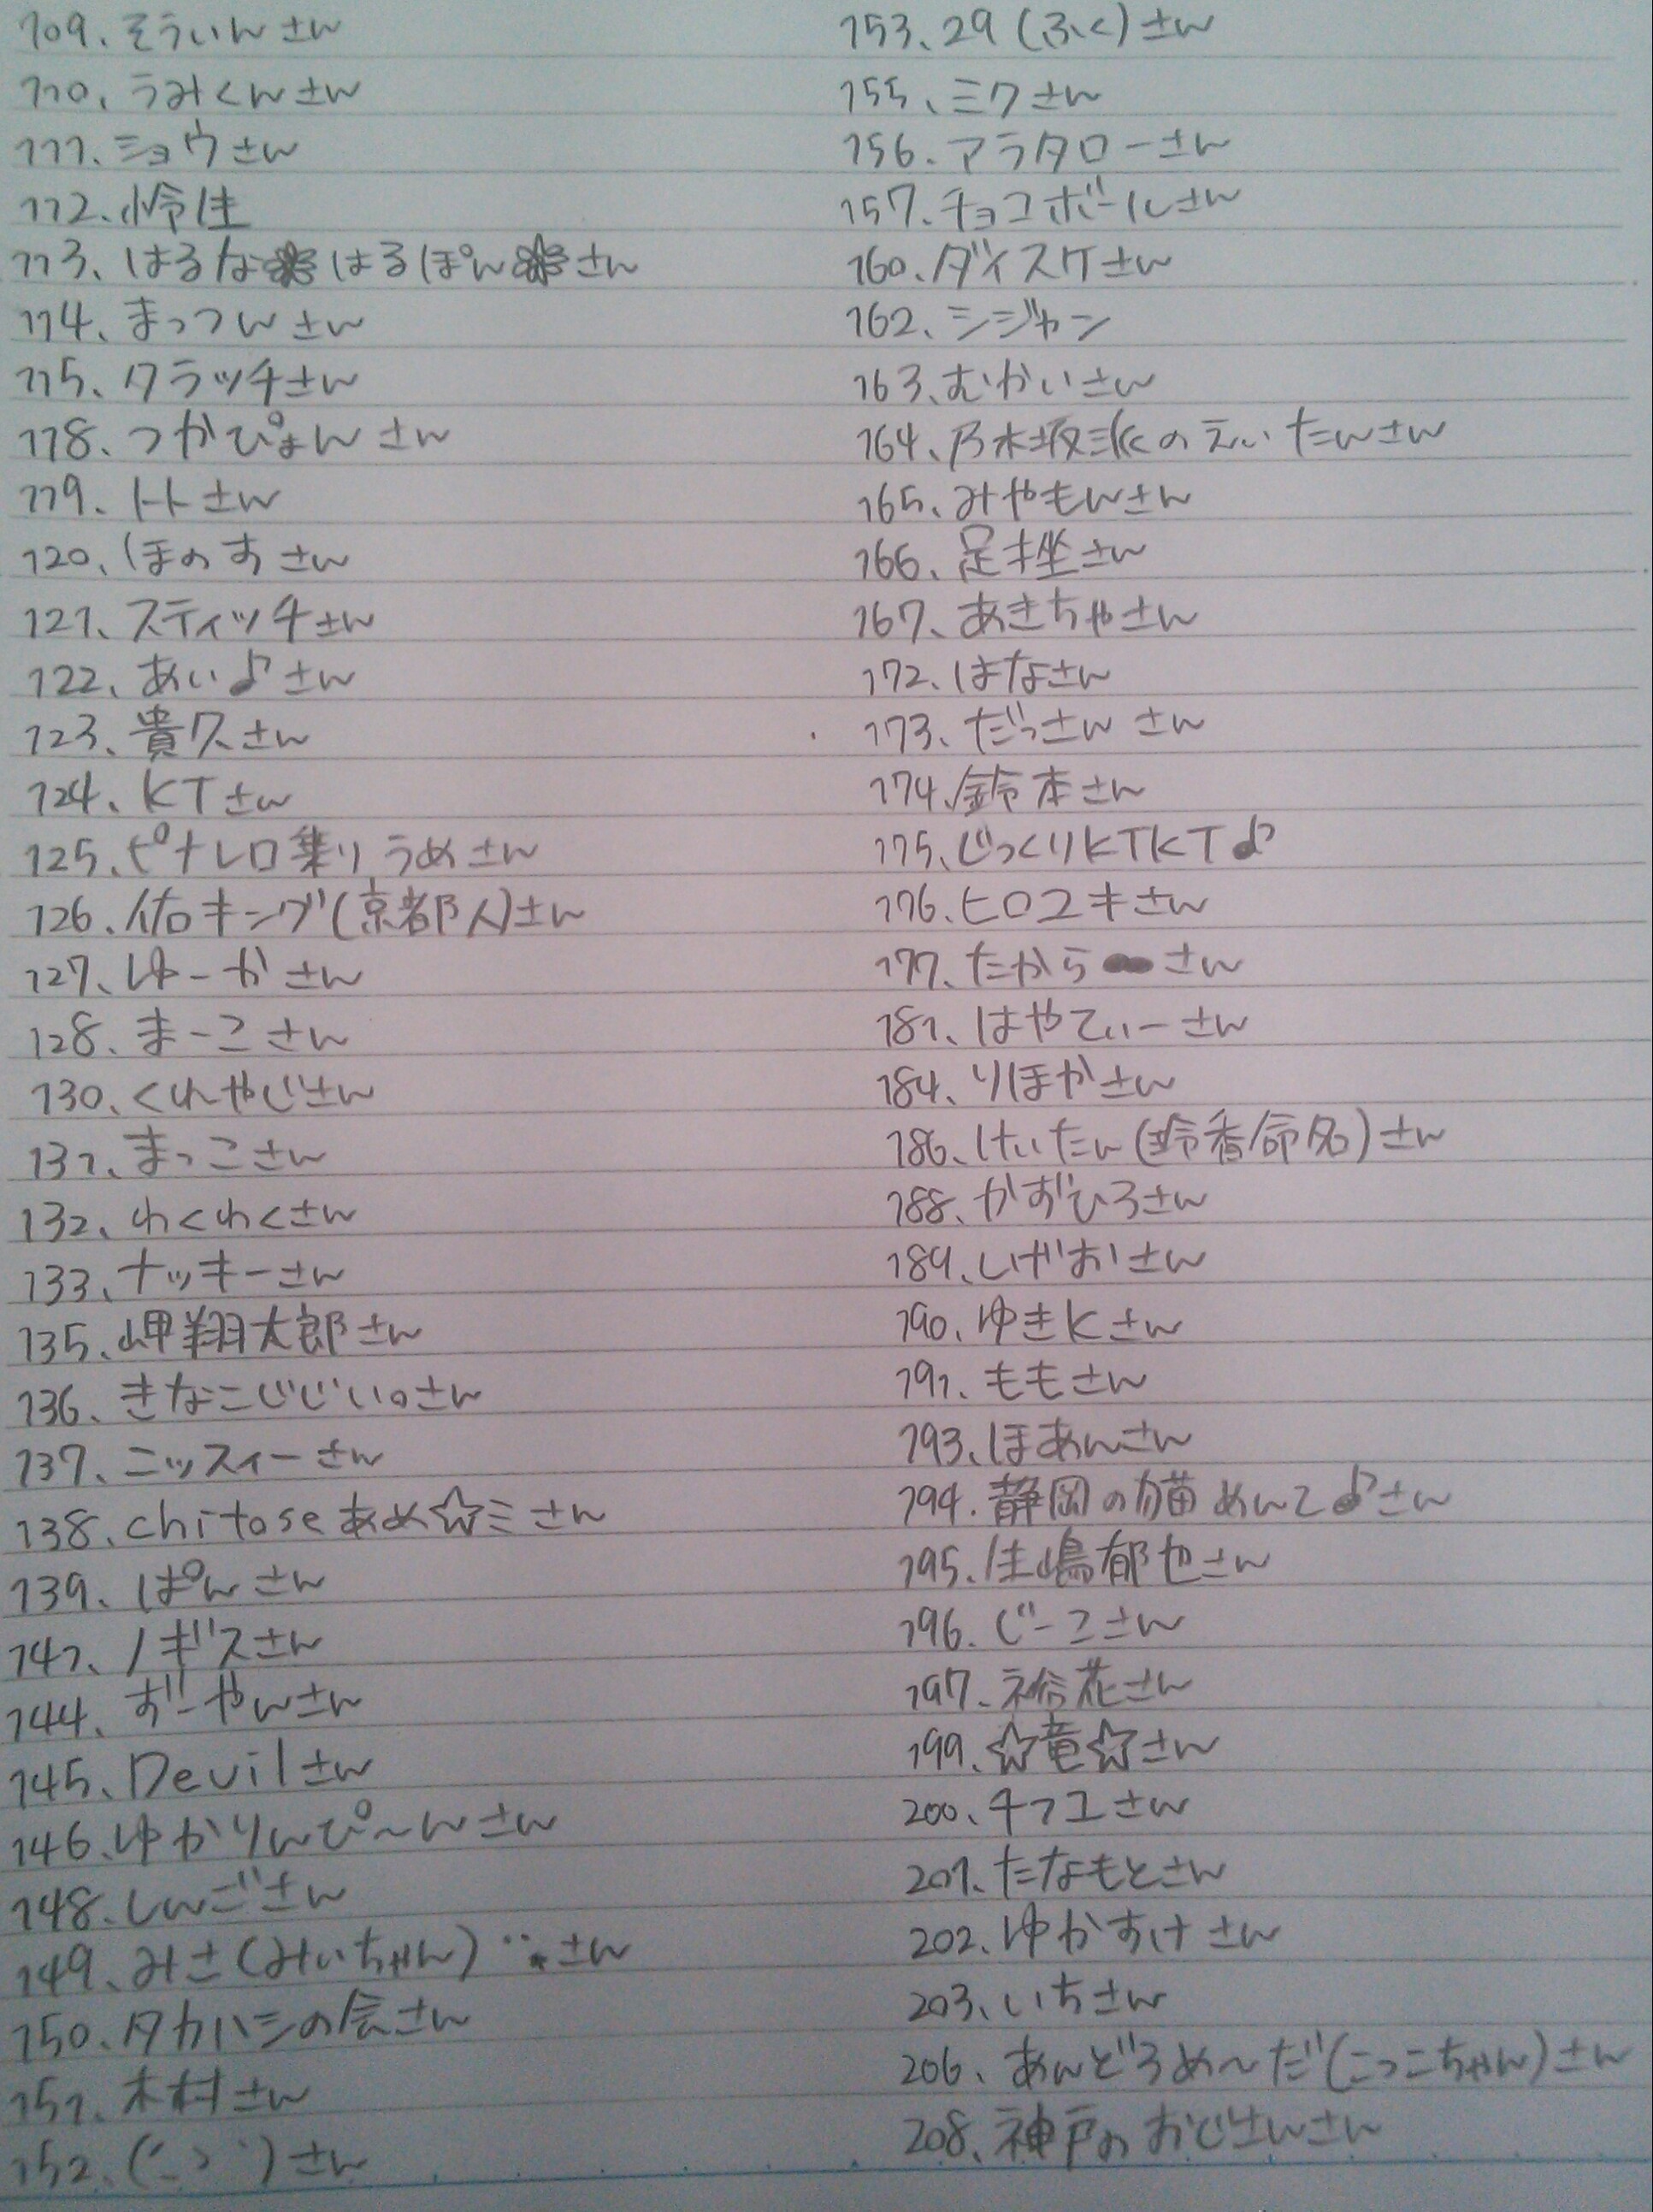 109、そういんさん
110、うみくんさん
111、ショウさん
112、怜佳
113、はるな❀はるぽん❀さん
114、まっつんさん
115、クラッチさん
118、つかぴょんさん
119、トトさん
120、ほのすさん
121、スティッチさん
122、あい♪さん
123、貴久さん
124、KTさん
125、ピナレロ乗りうめさん
126、佑キング(京都人)さん
127、ゆーかさん
128、まーこさん
130、くわやじさん
131、まっこさん
132、わくわくさん
133、ナッキーさん
135、岬翔太郎さん
136、きなこじじい。さん
137、ニッスィーさん
138、chitoseあめ☆ミさん
139、ぱんさん
141、ノギスさん
144、ずーやんさん
145、Devilさん
146、ゆかりんぴ〜んさん
148、しんごさん
149、みさ(みぃちゃん)さん
150、タカハシの会さん
151、木村さん
152、さん
153、29(ふく)さん
155、ミクさん
156、アラタローさん
157、チョコボールさん
160、ダイスケさん
162、シジャン
163、むかいさん
164、乃木坂派のえいたんさん
165、みやもんさん
166、足挫さん
167、あきちゃさん
172、はなさん
173、だっさんさん
174、鈴本さん
175、じっくりKTKT♪
176、ヒロユキさん
177、たからさん
181、はやてぃーさん
184、りほかさん
186、けいたん(玲香命名)さん
188、かずひろさん
189、しげおさん
190、ゆきKさん
191、ももさん
193、ほあんさん
194、静岡の猫めんて♪さん
195、生嶋郁也さん
196、じーこさん
197、裕花さん
199、☆竜☆さん
200、チフユさん
201、たなもとさん
202、ゆかすけさん
203、いちさん
206、あんどろめ〜だ(こっこちゃん)さん
208、神戸のおじさんさん